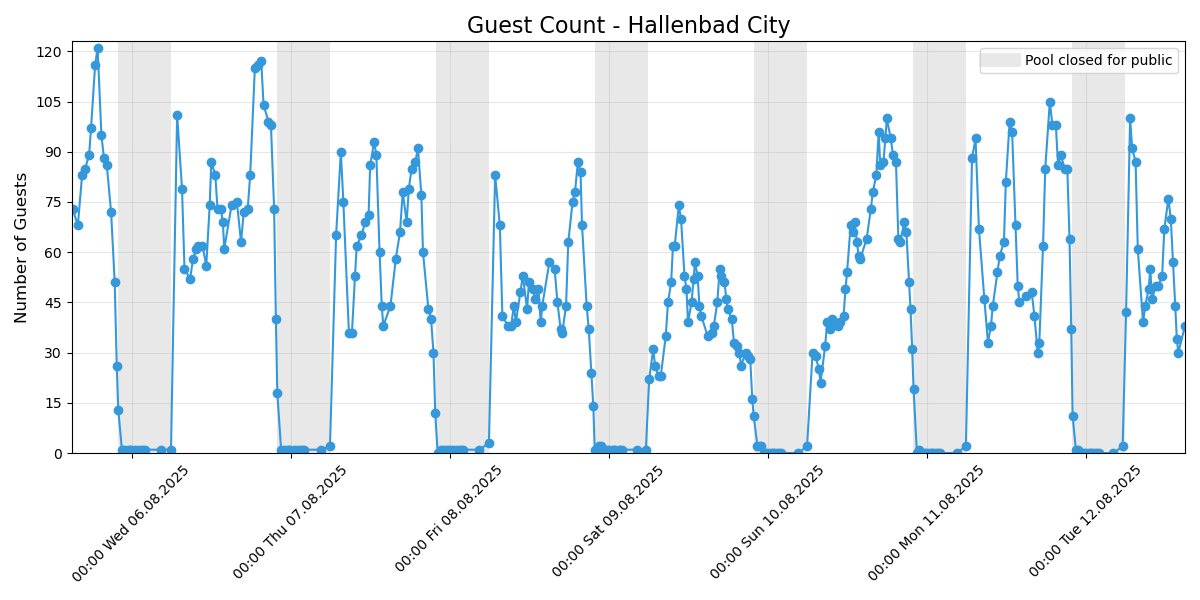 Guest Count - Hallenbad City
Pool closed for public
Number of Guests
120
105
90
75
60
45
30
15
0
00:00 Wed 06.08.2025
00:00 Thu 07.08.2025
00:00 Fri 08.08.2025
00:00 Sat 09.08.2025
00:00 Sun 10.08.2025
00:00 Mon 11.08.2025
00:00 Tue 12.08.2025